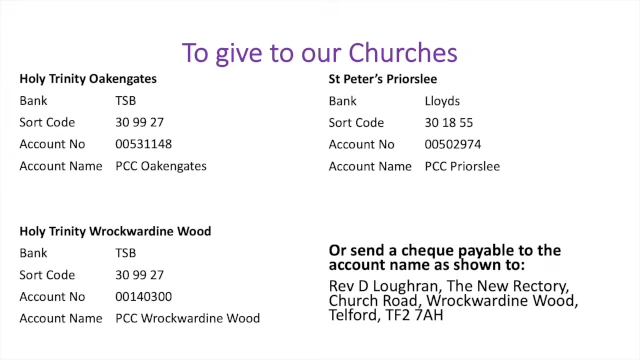 To give to our Churches
Holy Trinity Oakengates
Bank TSB
Sort Code 30 99 27
Account No 00531148
Account Name PCC Oakengates
St Peter's Priorslee
Bank Lloyds
Sort Code 30 18 55
Account No 00502974
Account Name PCC Priorslee
Holy Trinity Wrockwardine Wood
Bank TSB
Sort Code 30 99 27
Account No 00140300
Account Name PCC Wrockwardine Wood
Or send a cheque payable to the
account name as shown to:
Rev D Loughran, The New Rectory,
Church Road, Wrockwardine Wood,
Telford, TF2 7AH